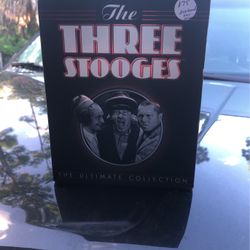 The
THREE
STOOGES
THE ULTIMATE COLLECTION